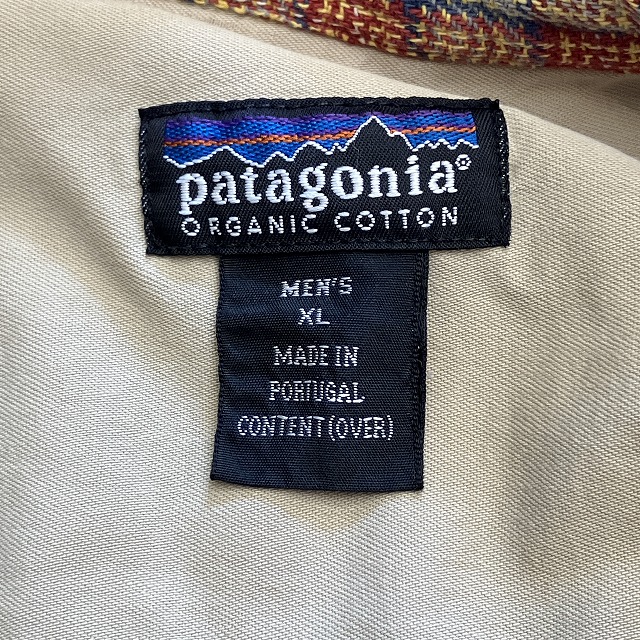 patagonia®
ORGANIC COTTON
MEN'S
XL
MADE IN
PORTUGAL
CONTENT (OVER)